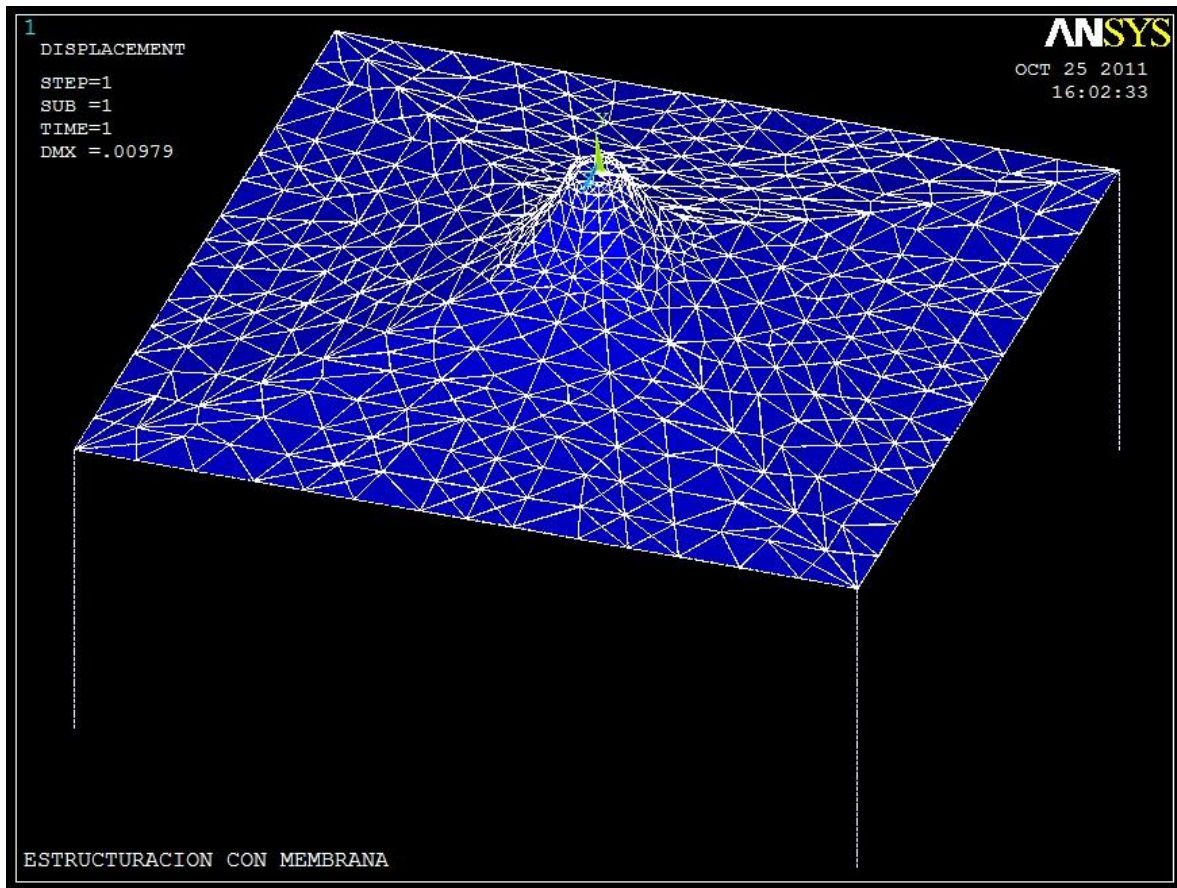 1
DISPLACEMENT
STEP=1
SUB =1
TIME=1
DMX =.00979
ANSYS
OCT 25 2011
16:02:33
ESTRUCTURACION CON MEMBRANA